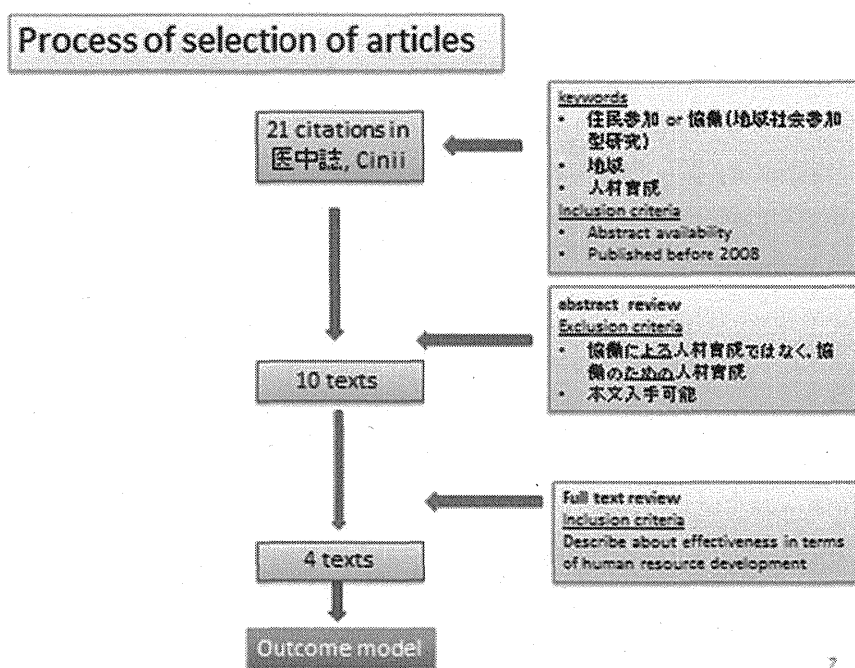 Process of selection of articles
21 citations in
医中誌, Cinii
keywords
• 住民参加 or 協働(地域社会参加
型研究)
• 地域
• 人材育成
Inclusion criteria
• Abstract availability
• Published before 2008
abstract review
Exclusion criteria
• 協働による人材育成ではなく、協
働のための人材育成
• 本文入手可能
10 texts
Full text review
Inclusion criteria
Describe about effectiveness in terms
of human resource development
4 texts
Outcome model
7